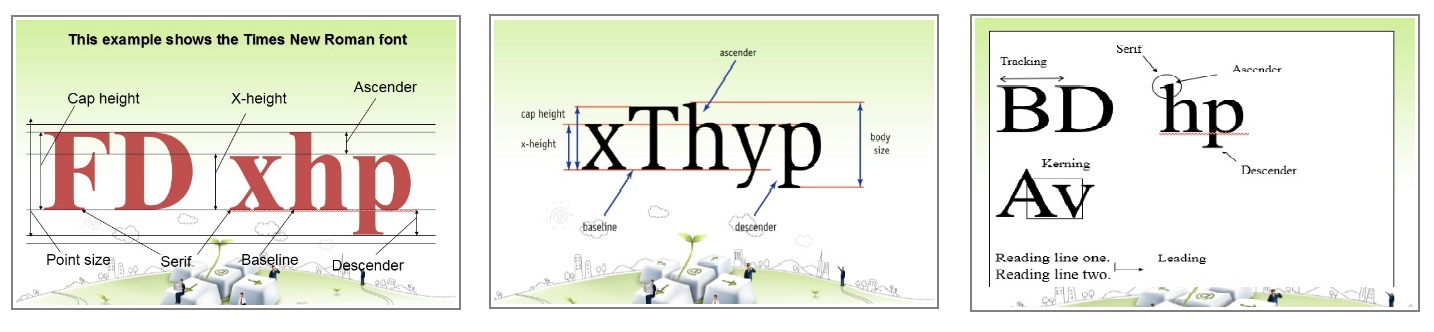 This example shows the Times New Roman font
Cap height
X-height
Ascender
FD xhp
Point size
Serif
Baseline
Descender
ascender
cap height
x-height
xThyp
body
size
baseline
descender
Serif
Tracking
Ascender
BD
hp
Kerning
Descender
Av
Reading line one.
Leading
Reading line two.